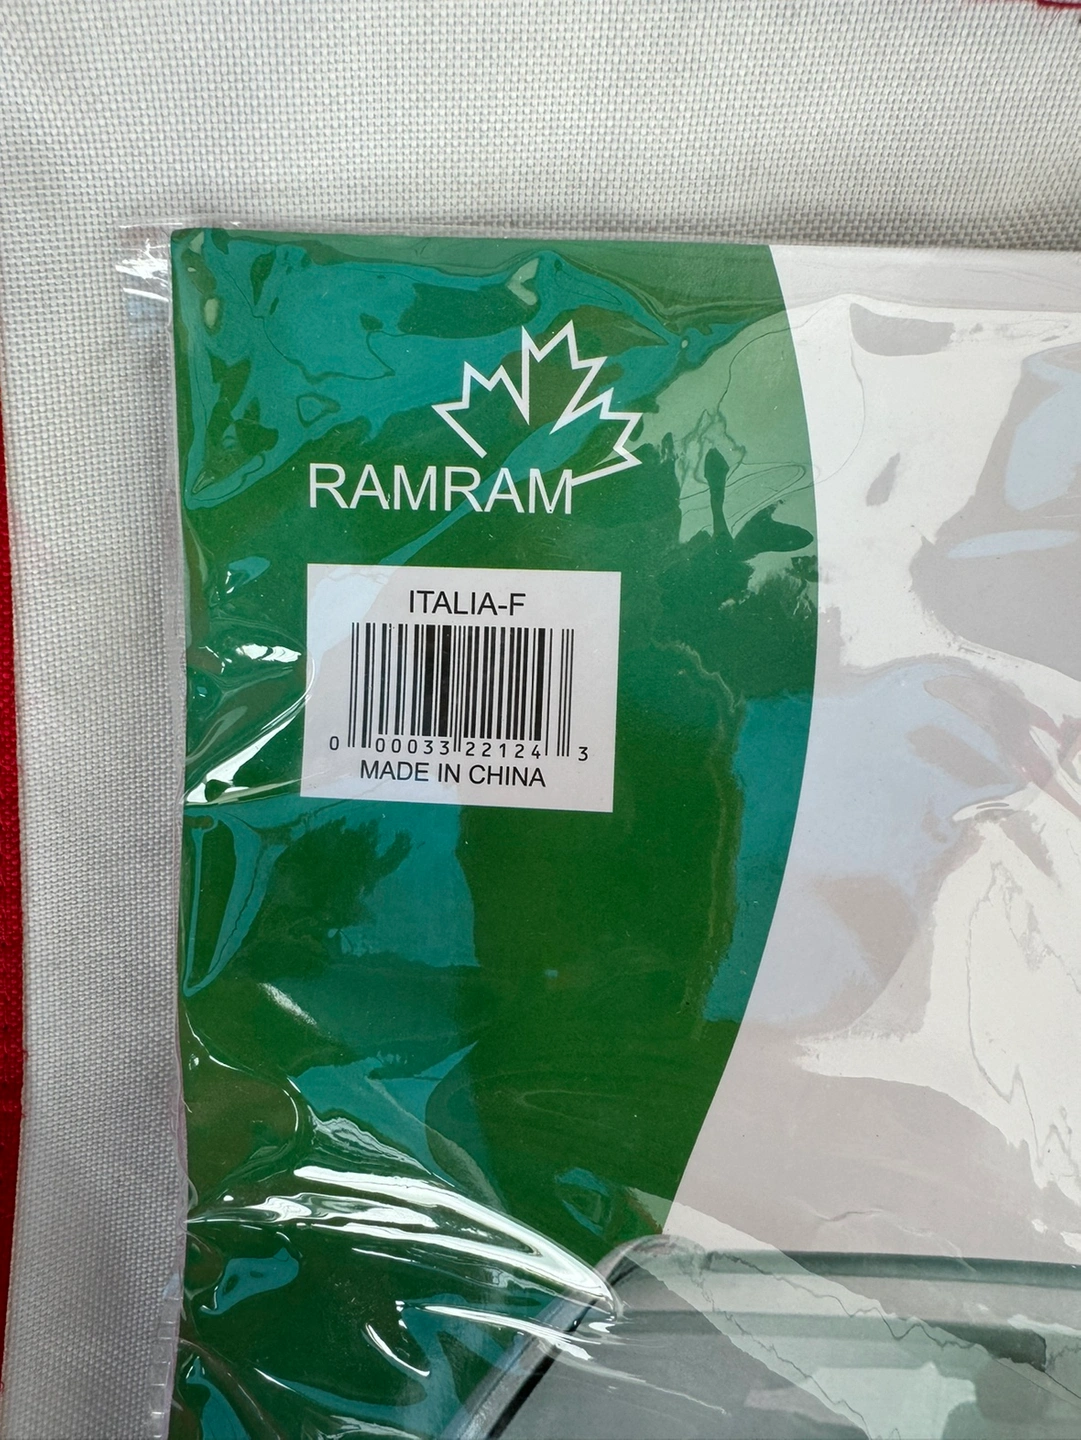 RAMRAM
ITALIA-F
0 00033 22124 3
MADE IN CHINA